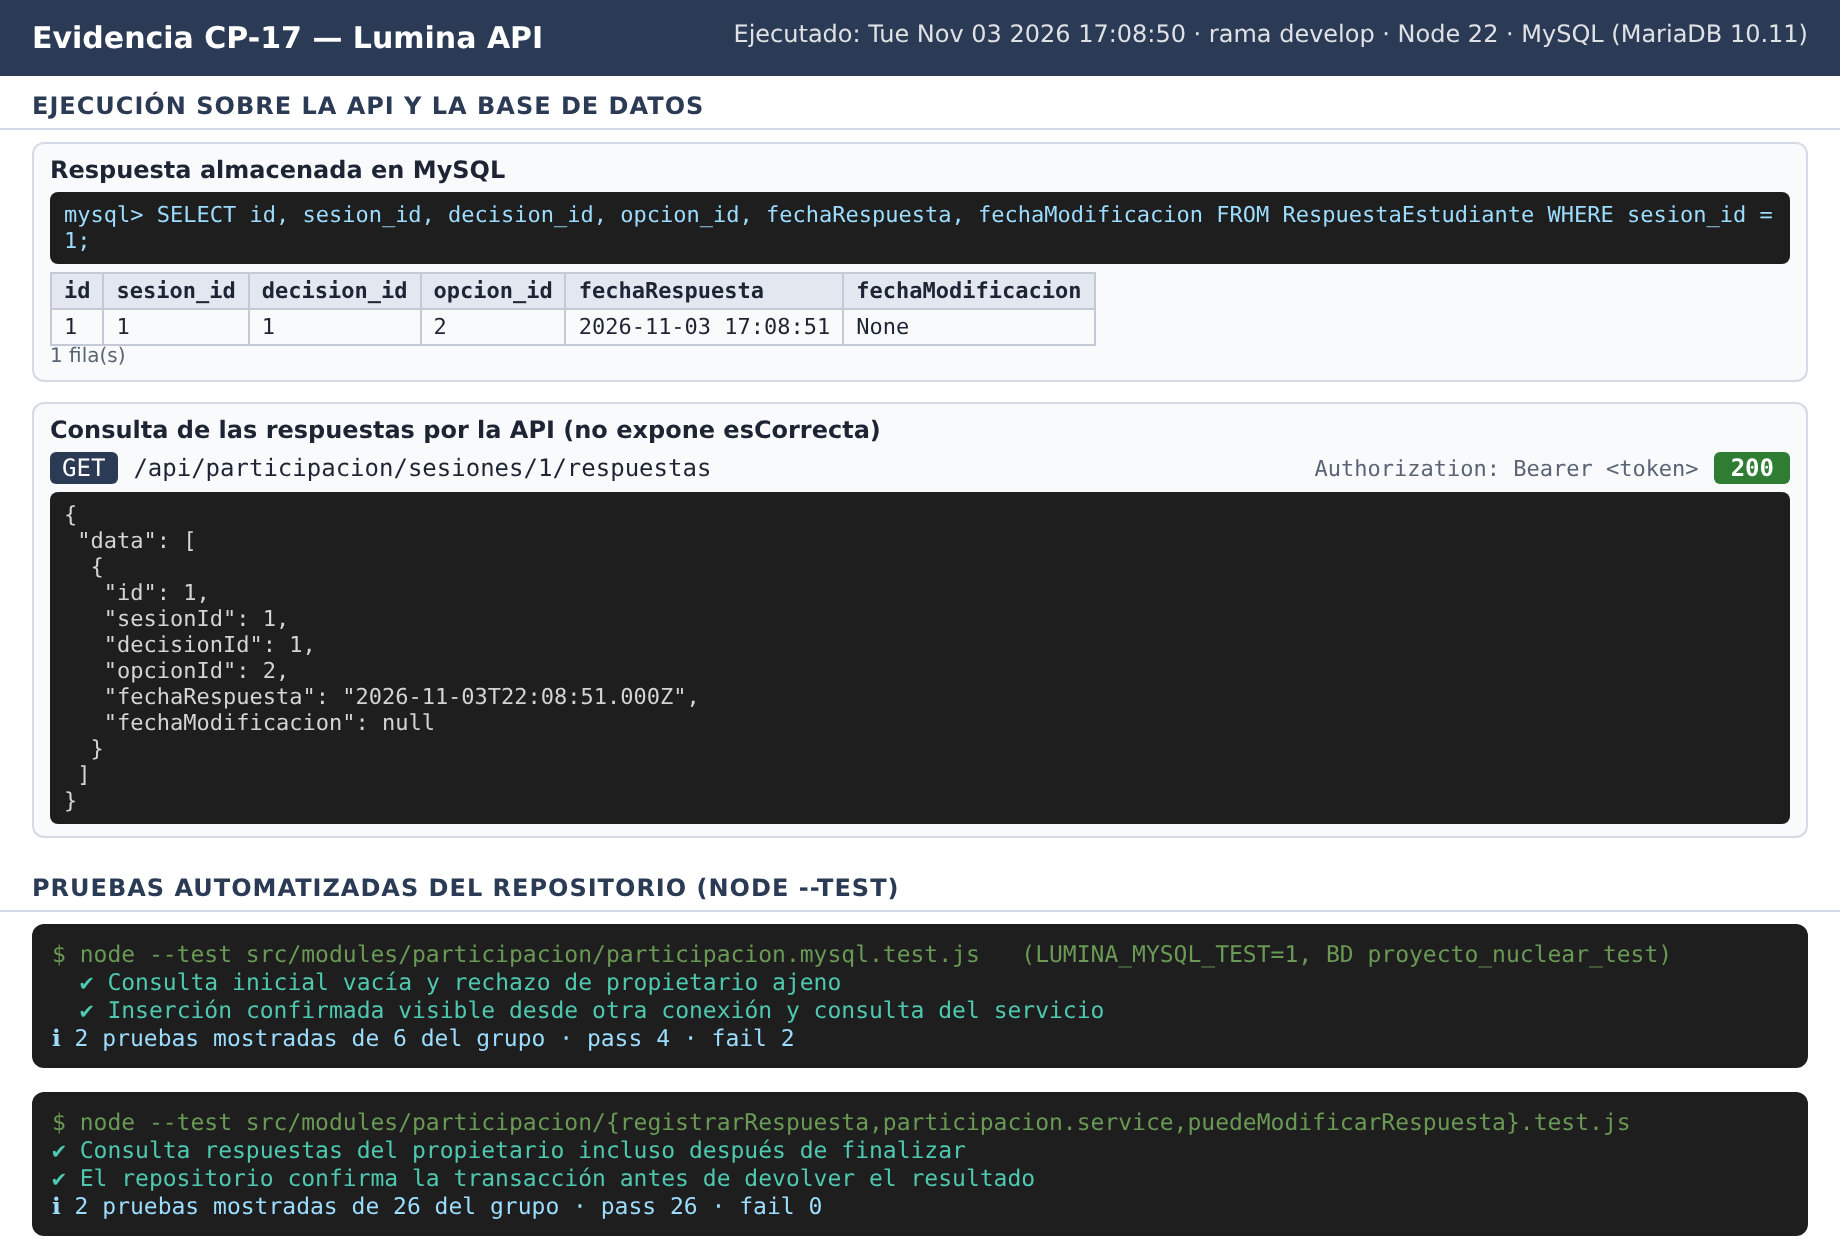 Evidencia CP-17 — Lumina API
Ejecutado: Tue Nov 03 2026 17:08:50 · rama develop · Node 22 · MySQL (MariaDB 10.11)
EJECUCIÓN SOBRE LA API Y LA BASE DE DATOS
Respuesta almacenada en MySQL
mysql> SELECT id, sesion_id, decision_id, opcion_id, fechaRespuesta, fechaModificacion FROM RespuestaEstudiante WHERE sesion_id =
1;
id sesion_id decision_id opcion_id fechaRespuesta fechaModificacion
1 1 1 2 2026-11-03 17:08:51 None
1 fila(s)
Consulta de las respuestas por la API (no expone esCorrecta)
GET /api/participacion/sesiones/1/respuestas Authorization: Bearer <token> 200
{
"data": [
{
"id": 1,
"sesionId": 1,
"decisionId": 1,
"opcionId": 2,
"fechaRespuesta": "2026-11-03T22:08:51.000Z",
"fechaModificacion": null
}
]
}
PRUEBAS AUTOMATIZADAS DEL REPOSITORIO (NODE --TEST)
$ node --test src/modules/participacion/participacion.mysql.test.js (LUMINA_MYSQL_TEST=1, BD proyecto_nuclear_test)
✔ Consulta inicial vacía y rechazo de propietario ajeno
✔ Inserción confirmada visible desde otra conexión y consulta del servicio
ℹ 2 pruebas mostradas de 6 del grupo · pass 4 · fail 2
$ node --test src/modules/participacion/{registrarRespuesta,participacion.service,puedeModificarRespuesta}.test.js
✔ Consulta respuestas del propietario incluso después de finalizar
✔ El repositorio confirma la transacción antes de devolver el resultado
ℹ 2 pruebas mostradas de 26 del grupo · pass 26 · fail 0